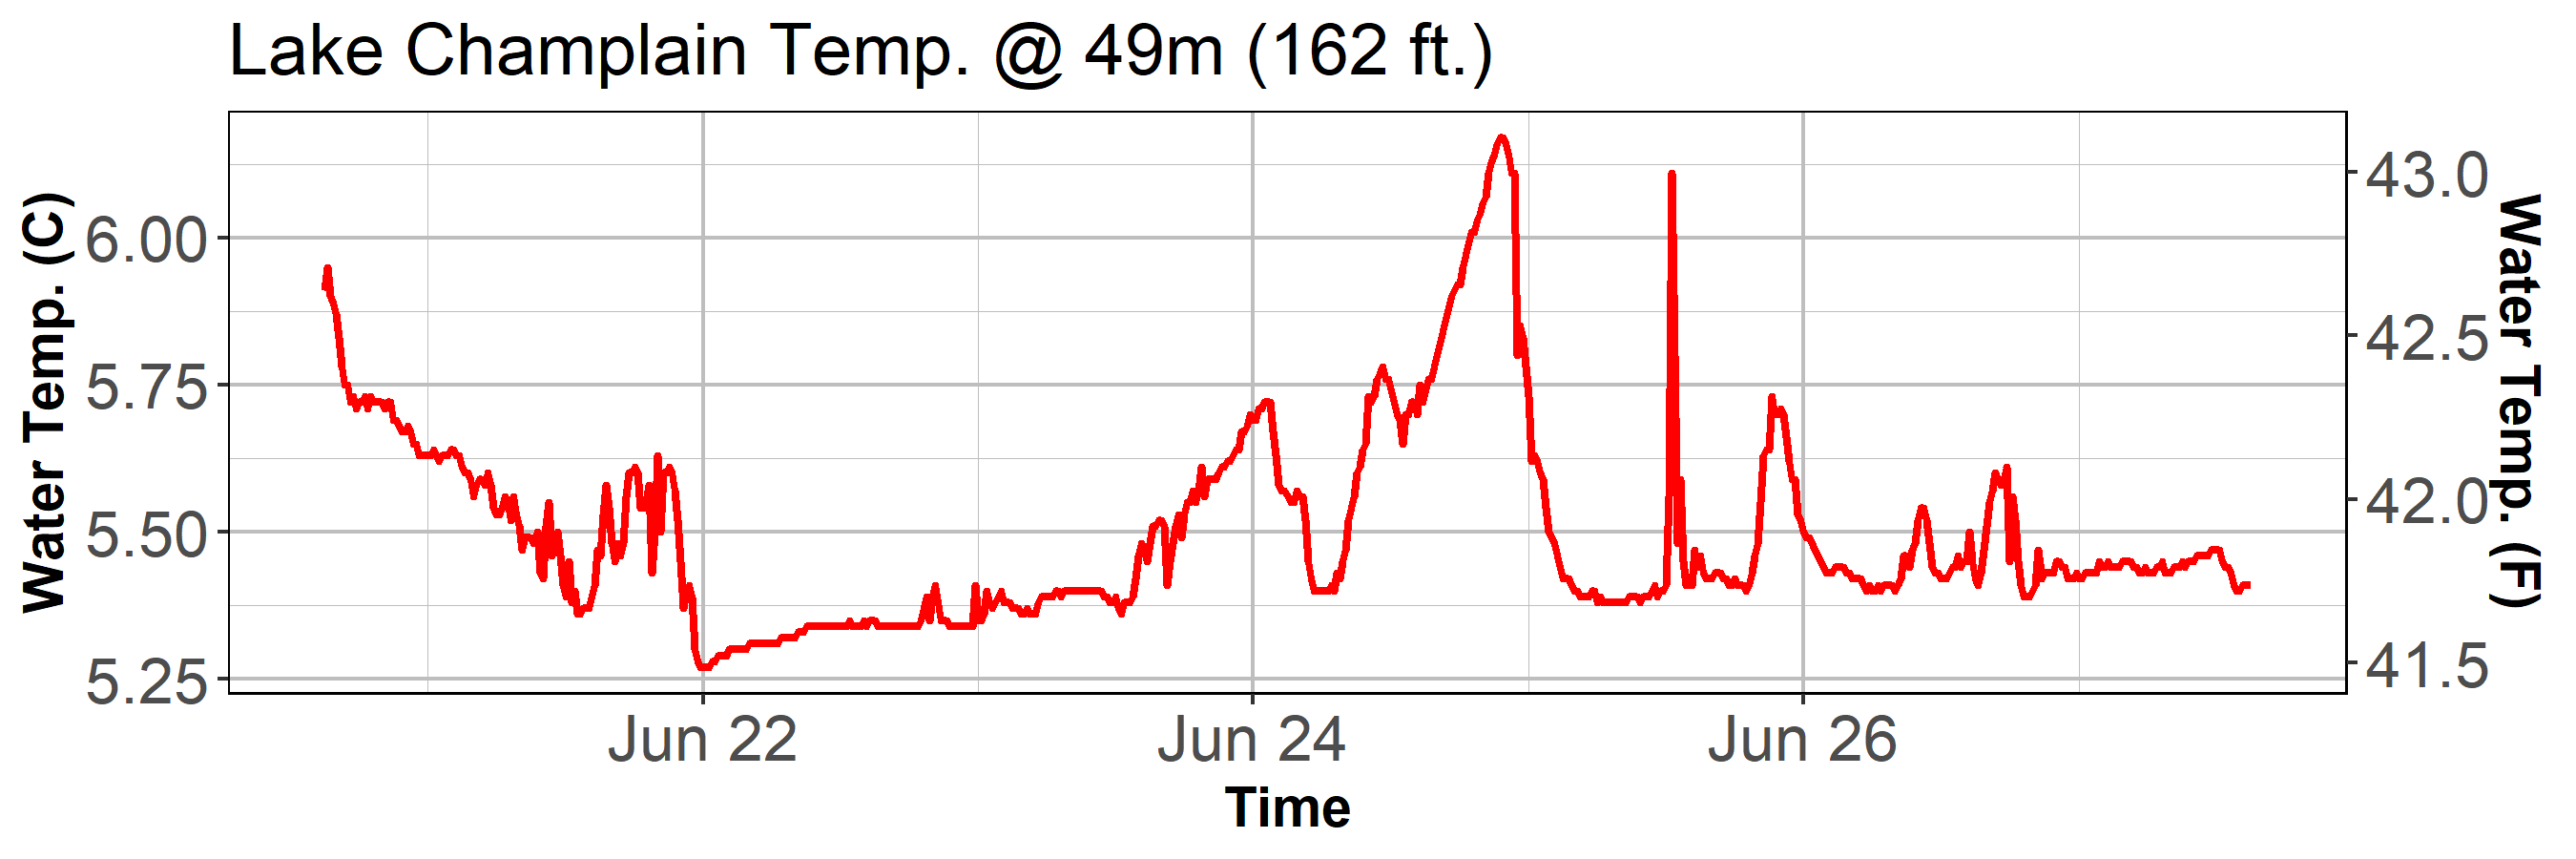 Lake Champlain Temp. @ 49m (162 ft.)
Water Temp. (C)
6.00
5.75
5.50
5.25
43.0
42.5
42.0
41.5
Water Temp. (F)
Jun 22 Jun 24 Jun 26
Time